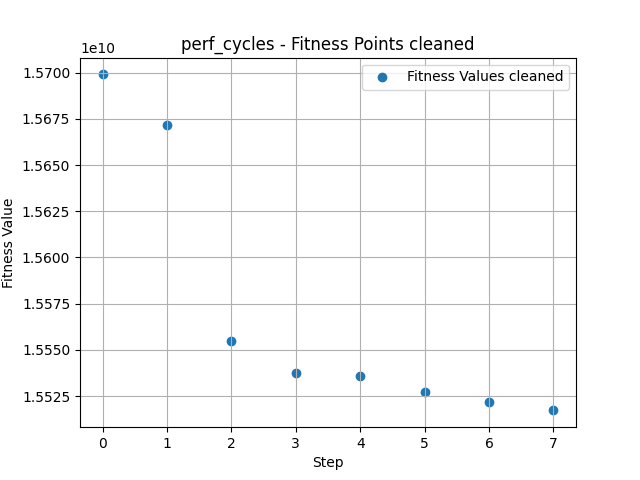 perf_cycles - Fitness Points cleaned
1e10
Fitness Values cleaned
1.5700
1.5675
1.5650
1.5625
1.5600
1.5575
1.5550
1.5525
Fitness Value
0 1 2 3 4 5 6 7
Step